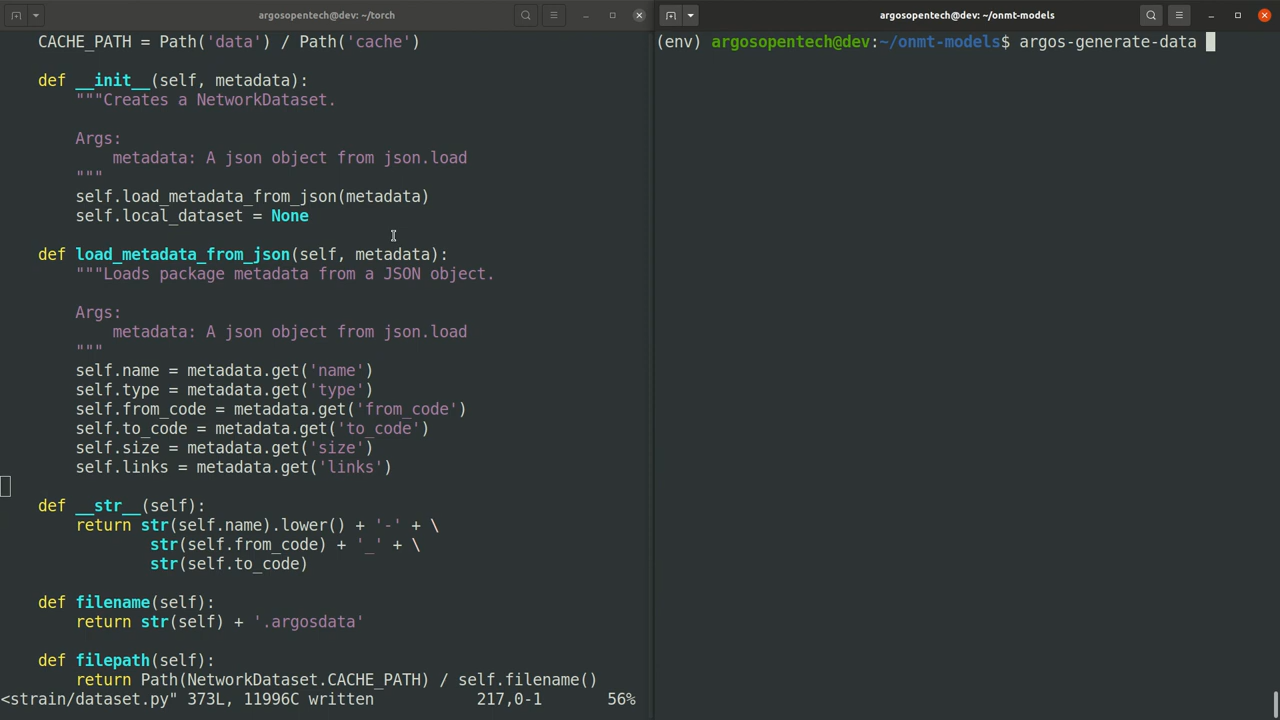 argosopentech@dev: ~/torch
CACHE_PATH = Path('data') / Path('cache')
def __init__(self, metadata):
"""Creates a NetworkDataset.
Args:
metadata: A json object from json.load
"""
self.load_metadata_from_json(metadata)
self.local_dataset = None
def load_metadata_from_json(self, metadata):
"""Loads package metadata from a JSON object.
Args:
metadata: A json object from json.load
"""
self.name = metadata.get('name')
self.type = metadata.get('type')
self.from_code = metadata.get('from_code')
self.to_code = metadata.get('to_code')
self.size = metadata.get('size')
self.links = metadata.get('links')
def __str__(self):
return str(self.name).lower() + '-' + \
str(self.from_code) + '_' + \
str(self.to_code)
def filename(self):
return str(self) + '.argosdata'
def filepath(self):
return Path(NetworkDataset.CACHE_PATH) / self.filename()
<strain/dataset.py" 373L, 11996C written 217,0-1 56%
argosopentech@dev: ~/onmt-models
(env) argosopentech@dev:~/onmt-models$ argos-generate-data